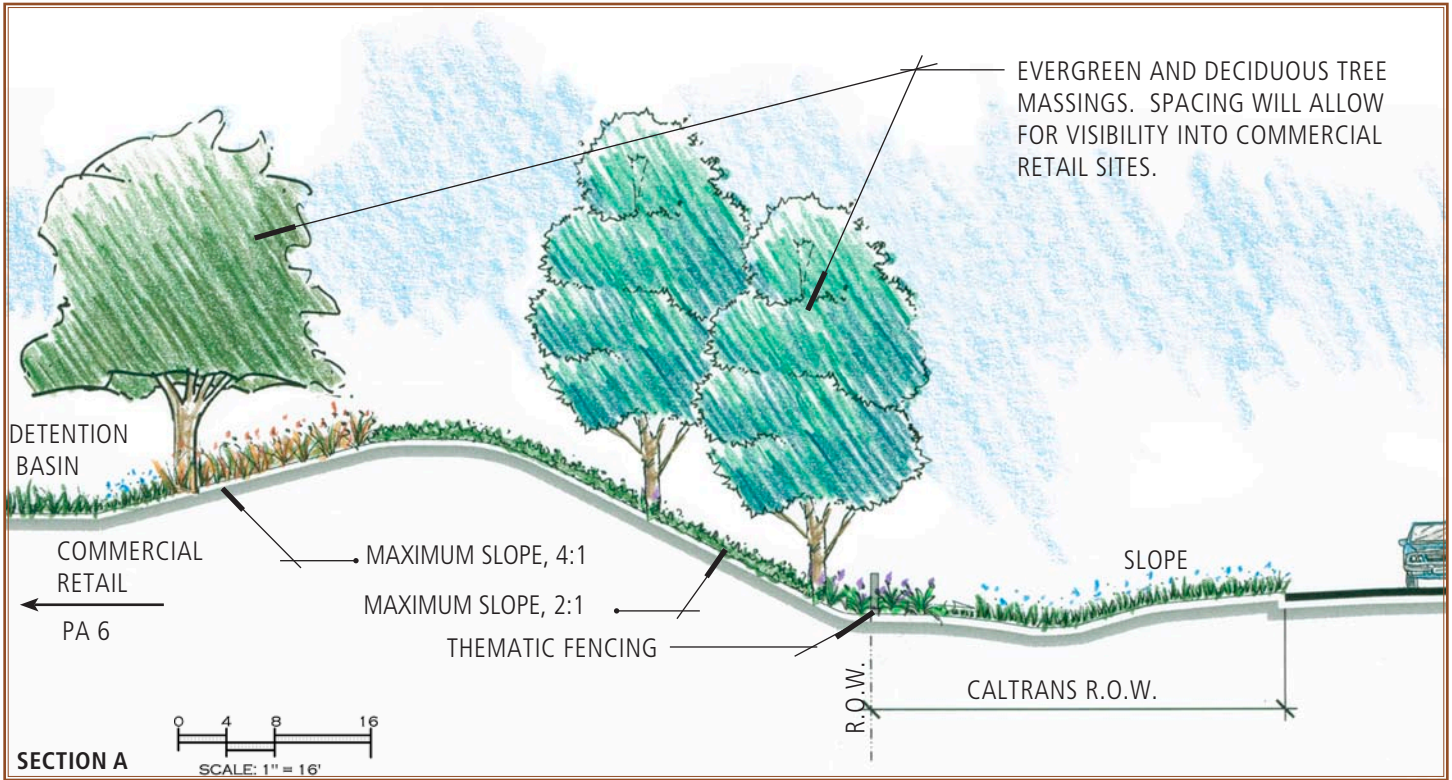 EVERGREEN AND DECIDUOUS TREE
MASSINGS. SPACING WILL ALLOW
FOR VISIBILITY INTO COMMERCIAL
RETAIL SITES.
DETENTION
BASIN
COMMERCIAL
RETAIL
PA 6
MAXIMUM SLOPE, 4:1
MAXIMUM SLOPE, 2:1
THEMATIC FENCING
SLOPE
R.O.W.
CALTRANS R.O.W.
0 4 8 16
SCALE: 1" = 16'
SECTION A